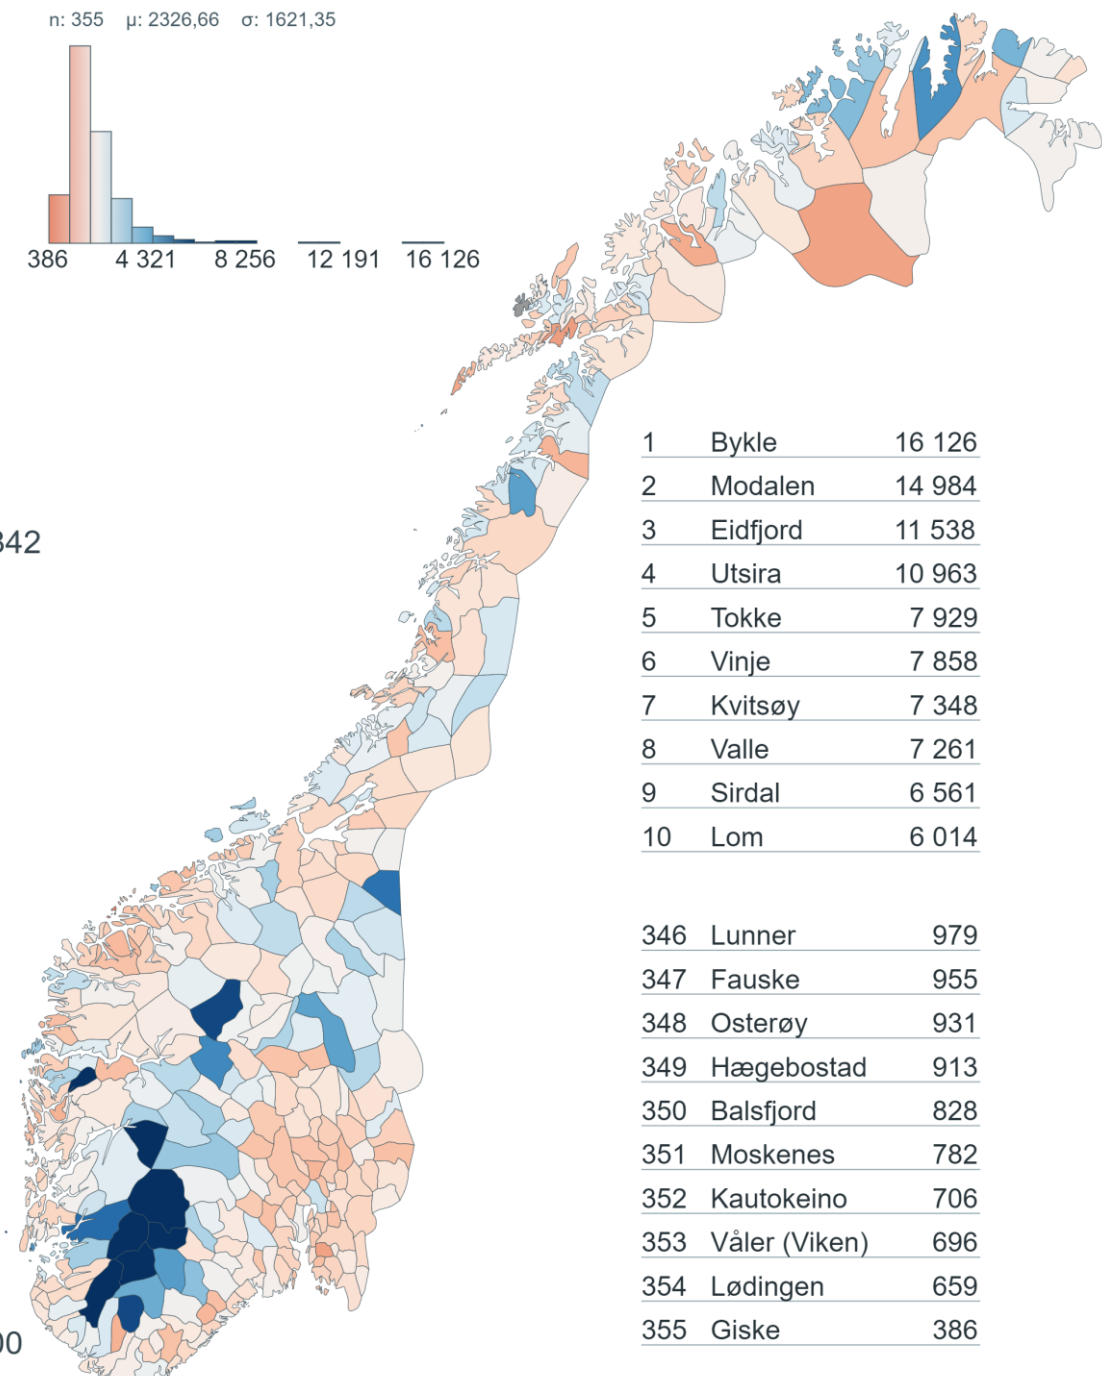 n: 355 μ: 2326,66 σ: 1621,35
386 4 321 8 256 12 191 16 126
342
00
1 Bykle 16 126
2 Modalen 14 984
3 Eidfjord 11 538
4 Utsira 10 963
5 Tokke 7 929
6 Vinje 7 858
7 Kvitsøy 7 348
8 Valle 7 261
9 Sirdal 6 561
10 Lom 6 014
346 Lunner 979
347 Fauske 955
348 Osterøy 931
349 Hægebostad 913
350 Balsfjord 828
351 Moskenes 782
352 Kautokeino 706
353 Våler (Viken) 696
354 Lødingen 659
355 Giske 386